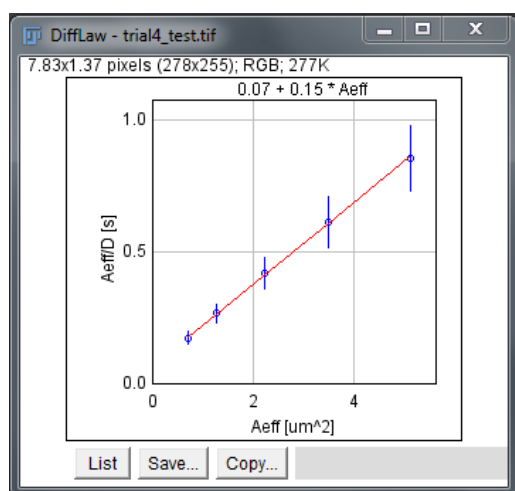 DiffLaw - trial4_test.tif
7.83x1.37 pixels (278x255); RGB; 277K
0.07 + 0.15 * Aeff
1.0
0.5
0.0
Aeff/D [s]
0 2 4
Aeff [um^2]
List Save... Copy...